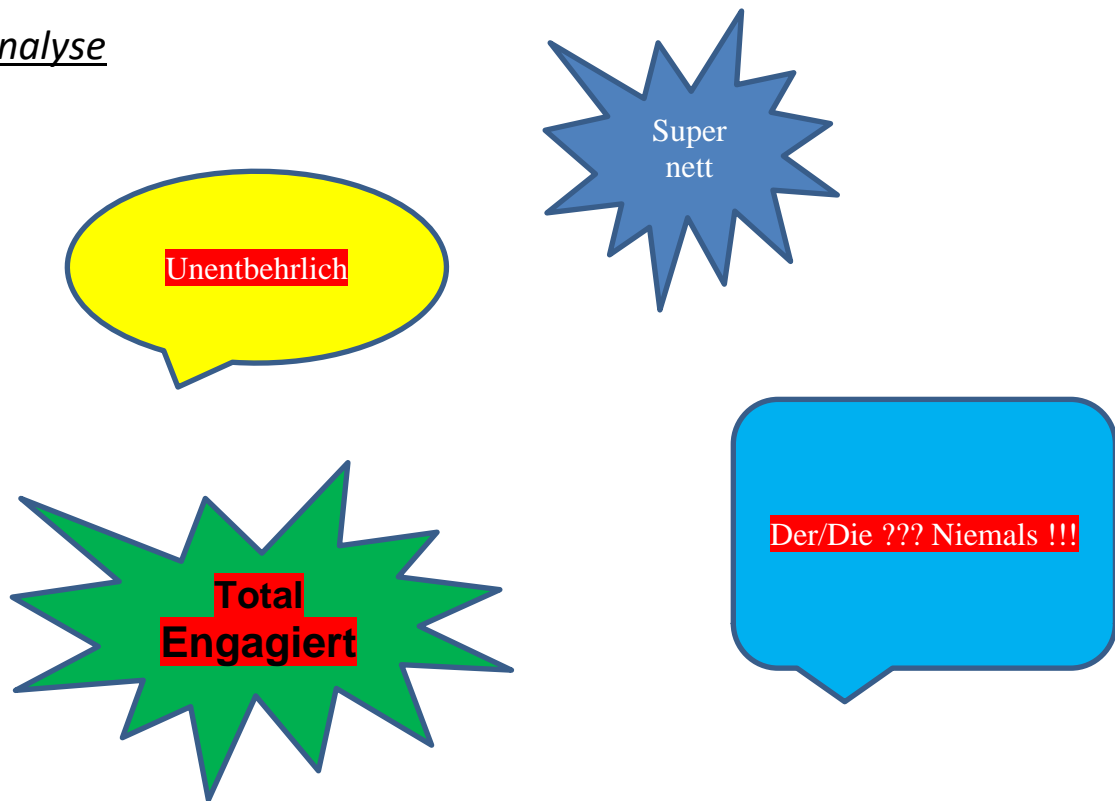 nalyse
Super
nett
Unentbehrlich
Der/Die ??? Niemals !!!
Total
Engagiert